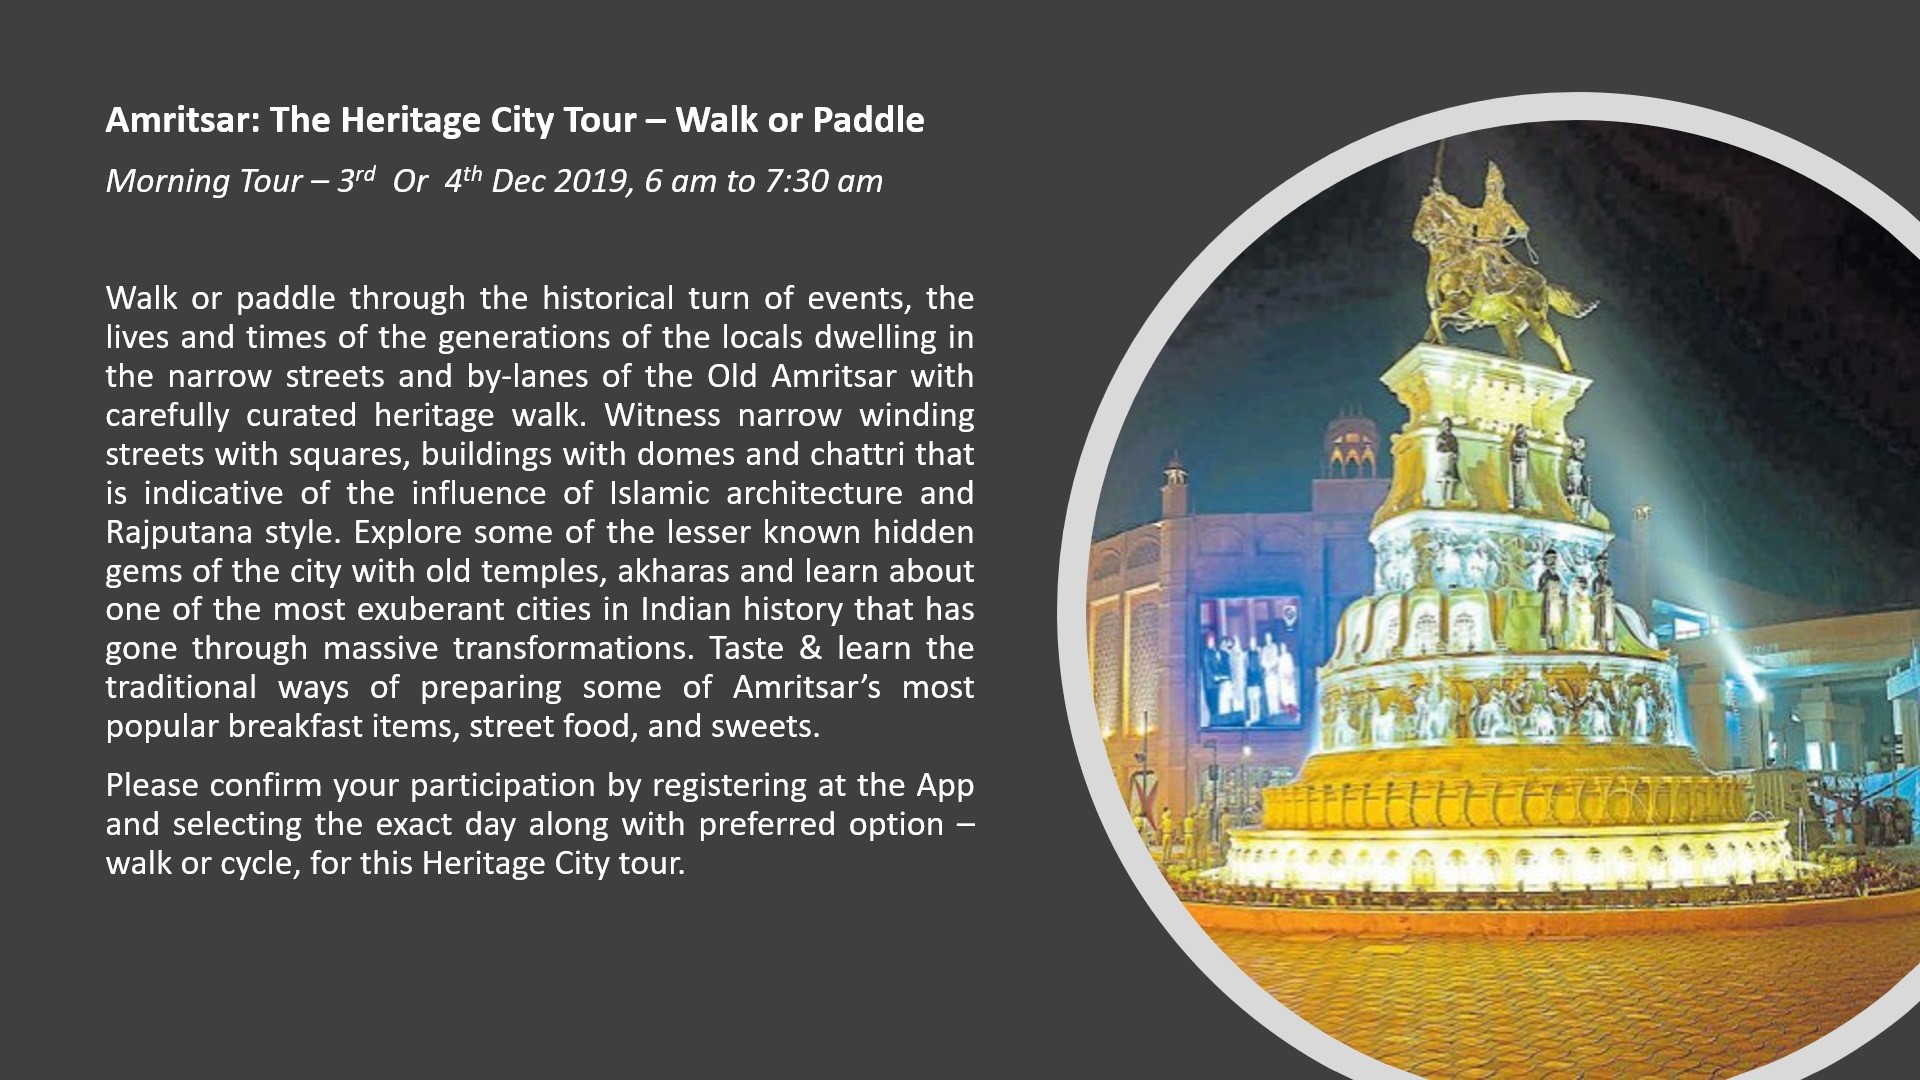 Amritsar: The Heritage City Tour – Walk or Paddle
Morning Tour – 3rd Or 4th Dec 2019, 6 am to 7:30 am
Walk or paddle through the historical turn of events, the
lives and times of the generations of the locals dwelling in
the narrow streets and by-lanes of the Old Amritsar with
carefully curated heritage walk. Witness narrow winding
streets with squares, buildings with domes and chattri that
is indicative of the influence of Islamic architecture and
Rajputana style. Explore some of the lesser known hidden
gems of the city with old temples, akharas and learn about
one of the most exuberant cities in Indian history that has
gone through massive transformations. Taste & learn the
traditional ways of preparing some of Amritsar’s most
popular breakfast items, street food, and sweets.
Please confirm your participation by registering at the App
and selecting the exact day along with preferred option –
walk or cycle, for this Heritage City tour.